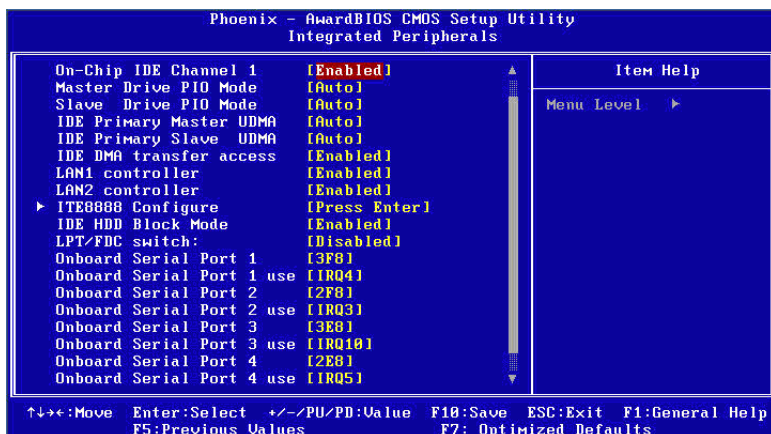 Phoenix - AwardBIOS CMOS Setup Utility
Integrated Peripherals
On-Chip IDE Channel 1 [Enabled]
Master Drive PIO Mode [Auto]
Slave Drive PIO Mode [Auto]
IDE Primary Master UDMA [Auto]
IDE Primary Slave UDMA [Auto]
IDE DMA transfer access [Enabled]
LAN1 controller [Enabled]
LAN2 controller [Enabled]
► ITE8888 Configure [Press Enter]
IDE HDD Block Mode [Enabled]
LPT/FDC switch: [Disabled]
Onboard Serial Port 1 [3F8]
Onboard Serial Port 1 use [IRQ4]
Onboard Serial Port 2 [2F8]
Onboard Serial Port 2 use [IRQ3]
Onboard Serial Port 3 [3E8]
Onboard Serial Port 3 use [IRQ10]
Onboard Serial Port 4 [2E8]
Onboard Serial Port 4 use [IRQ5]
Item Help
Menu Level ►
↑↓→←:Move Enter:Select +/-/PU/PD:Value F10:Save ESC:Exit F1:General Help
F5:Previous Values F7: Optimized Defaults